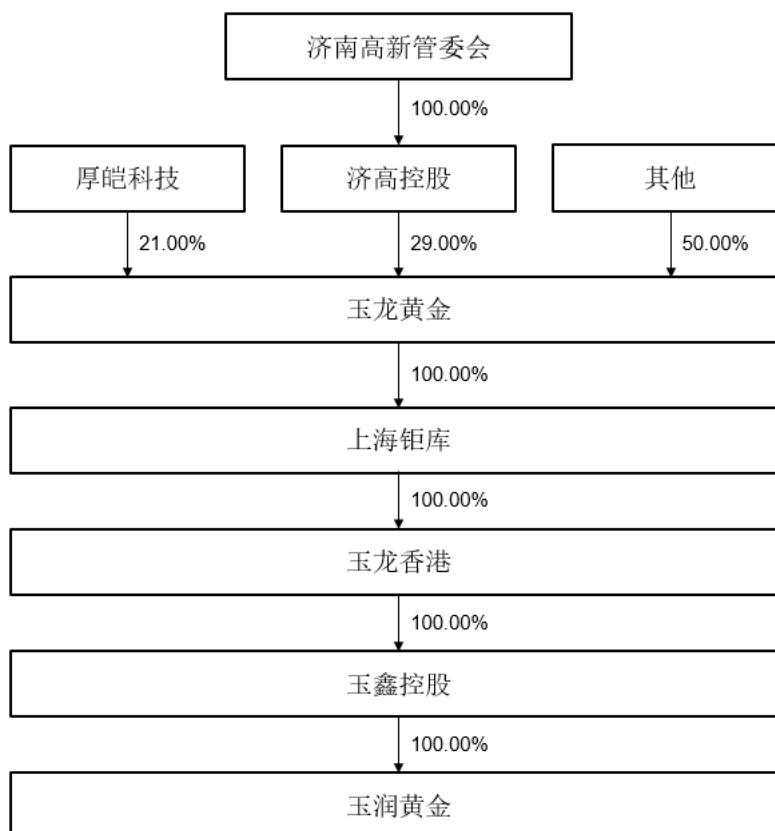 济南高新管委会
100.00%
厚皑科技
济高控股
其他
21.00%
29.00%
50.00%
玉龙黄金
100.00%
上海钜库
100.00%
玉龙香港
100.00%
玉鑫控股
100.00%
玉润黄金